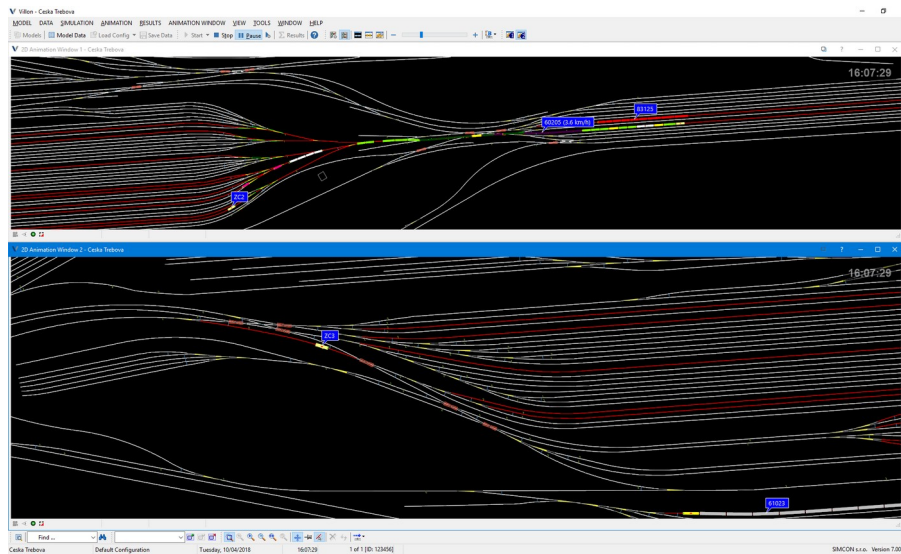 Villon - Ceska Trebova
MODEL DATA SIMULATION ANIMATION RESULTS ANIMATION WINDOW VIEW TOOLS WINDOW HELP
Models Model Data Load Config Save Data Start Stop Pause Results
2D Animation Window 1 - Ceska Trebova
16:07:29
83125
60205 (3.6 km/h)
ZC2
2D Animation Window 2 - Ceska Trebova
16:07:29
ZC3
61023
Find ...
Ceska Trebova Default Configuration Tuesday, 10/04/2018 16:07:29 1 of 1 [ID: 123456] SIMCON s.r.o. Version 7.00